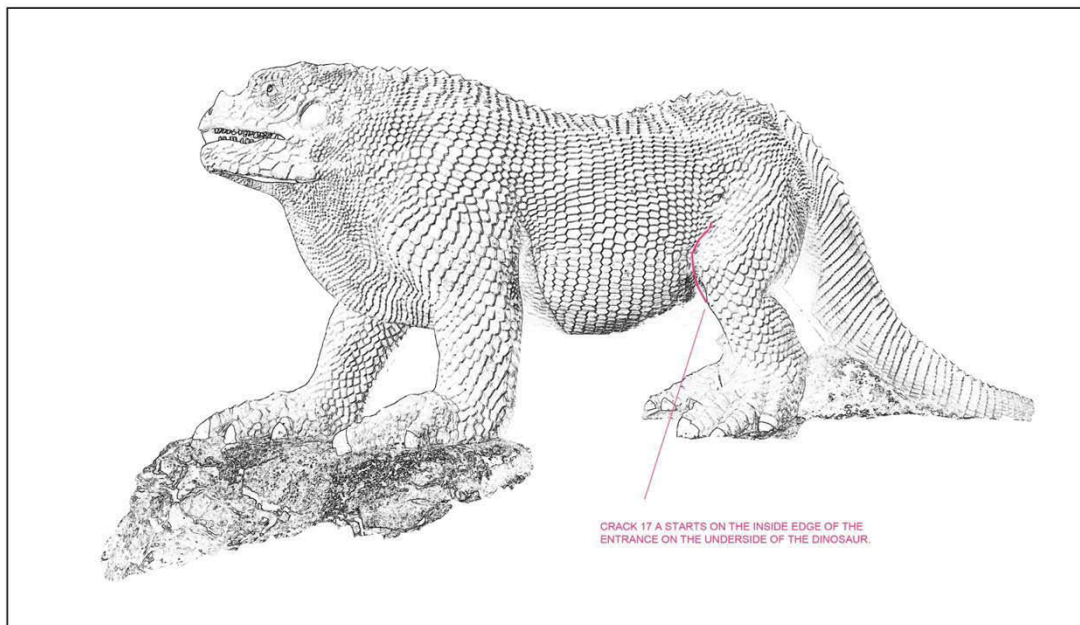 CRACK 17 A STARTS ON THE INSIDE EDGE OF THE
ENTRANCE ON THE UNDERSIDE OF THE DINOSAUR.